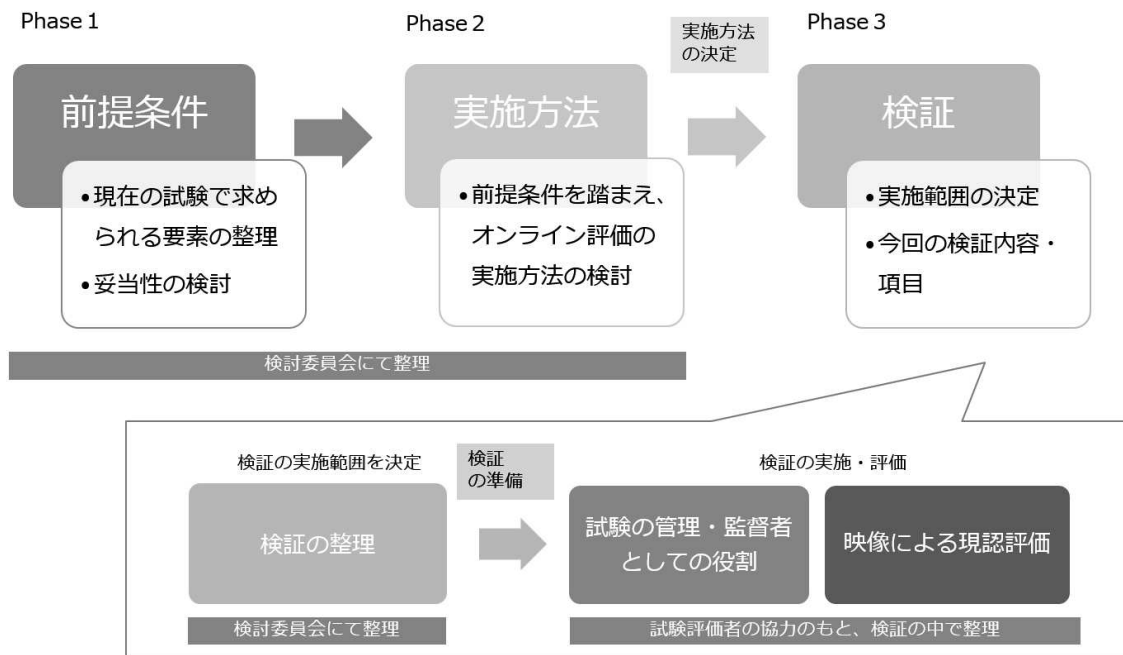 Phase 1
前提条件
•現在の試験で求め
られる要素の整理
•妥当性の検討
Phase 2
実施方法
•前提条件を踏まえ、
オンライン評価の
実施方法の検討
実施方法
の決定
Phase 3
検証
•実施範囲の決定
•今回の検証内容・
項目
検討委員会にて整理
検証の実施範囲を決定
検証の整理
検討委員会にて整理
検証
の準備
検証の実施・評価
試験の管理・監督者
としての役割
映像による現認評価
試験評価者の協力のもと、検証の中で整理